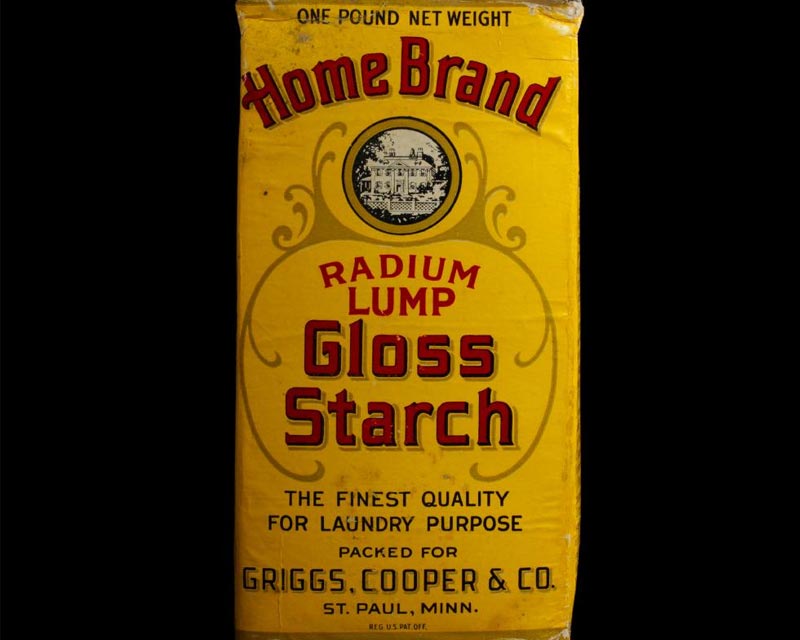 ONE POUND NET WEIGHT
Home Brand
RADIUM
LUMP
Gloss
Starch
THE FINEST QUALITY
FOR LAUNDRY PURPOSE
PACKED FOR
GRIGGS, COOPER & CO.
ST. PAUL, MINN.
REG. U.S. PAT. OFF.